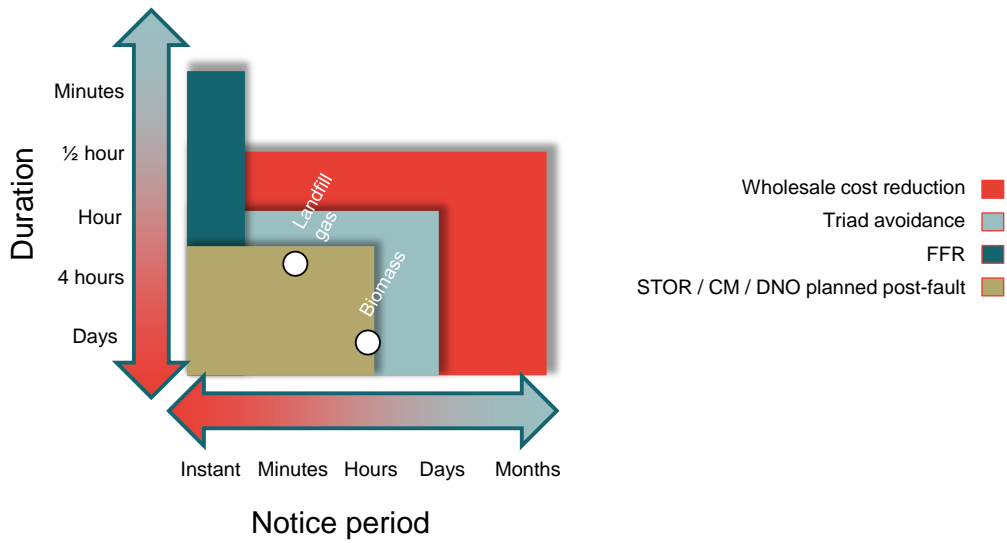 Minutes
½ hour
Hour
4 hours
Days
Duration
Landfill
gas
Biomass
Wholesale cost reduction
Triad avoidance
FFR
STOR / CM / DNO planned post-fault
Instant Minutes Hours Days Months
Notice period